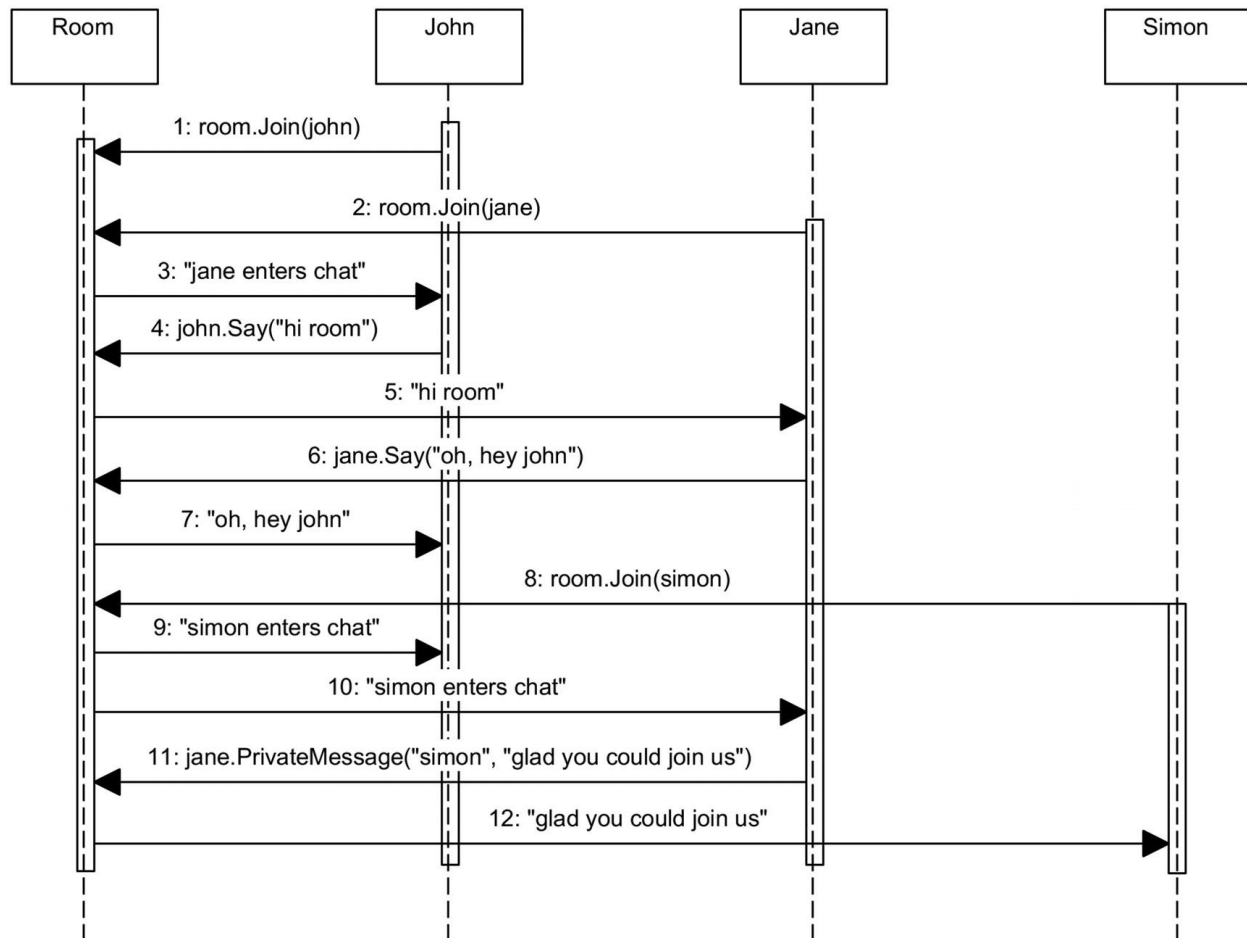 Room
John
Jane
Simon
1: room.Join(john)
2: room.Join(jane)
3: "jane enters chat"
4: john.Say("hi room")
5: "hi room"
6: jane.Say("oh, hey john")
7: "oh, hey john"
8: room.Join(simon)
9: "simon enters chat"
10: "simon enters chat"
11: jane.PrivateMessage("simon", "glad you could join us")
12: "glad you could join us"